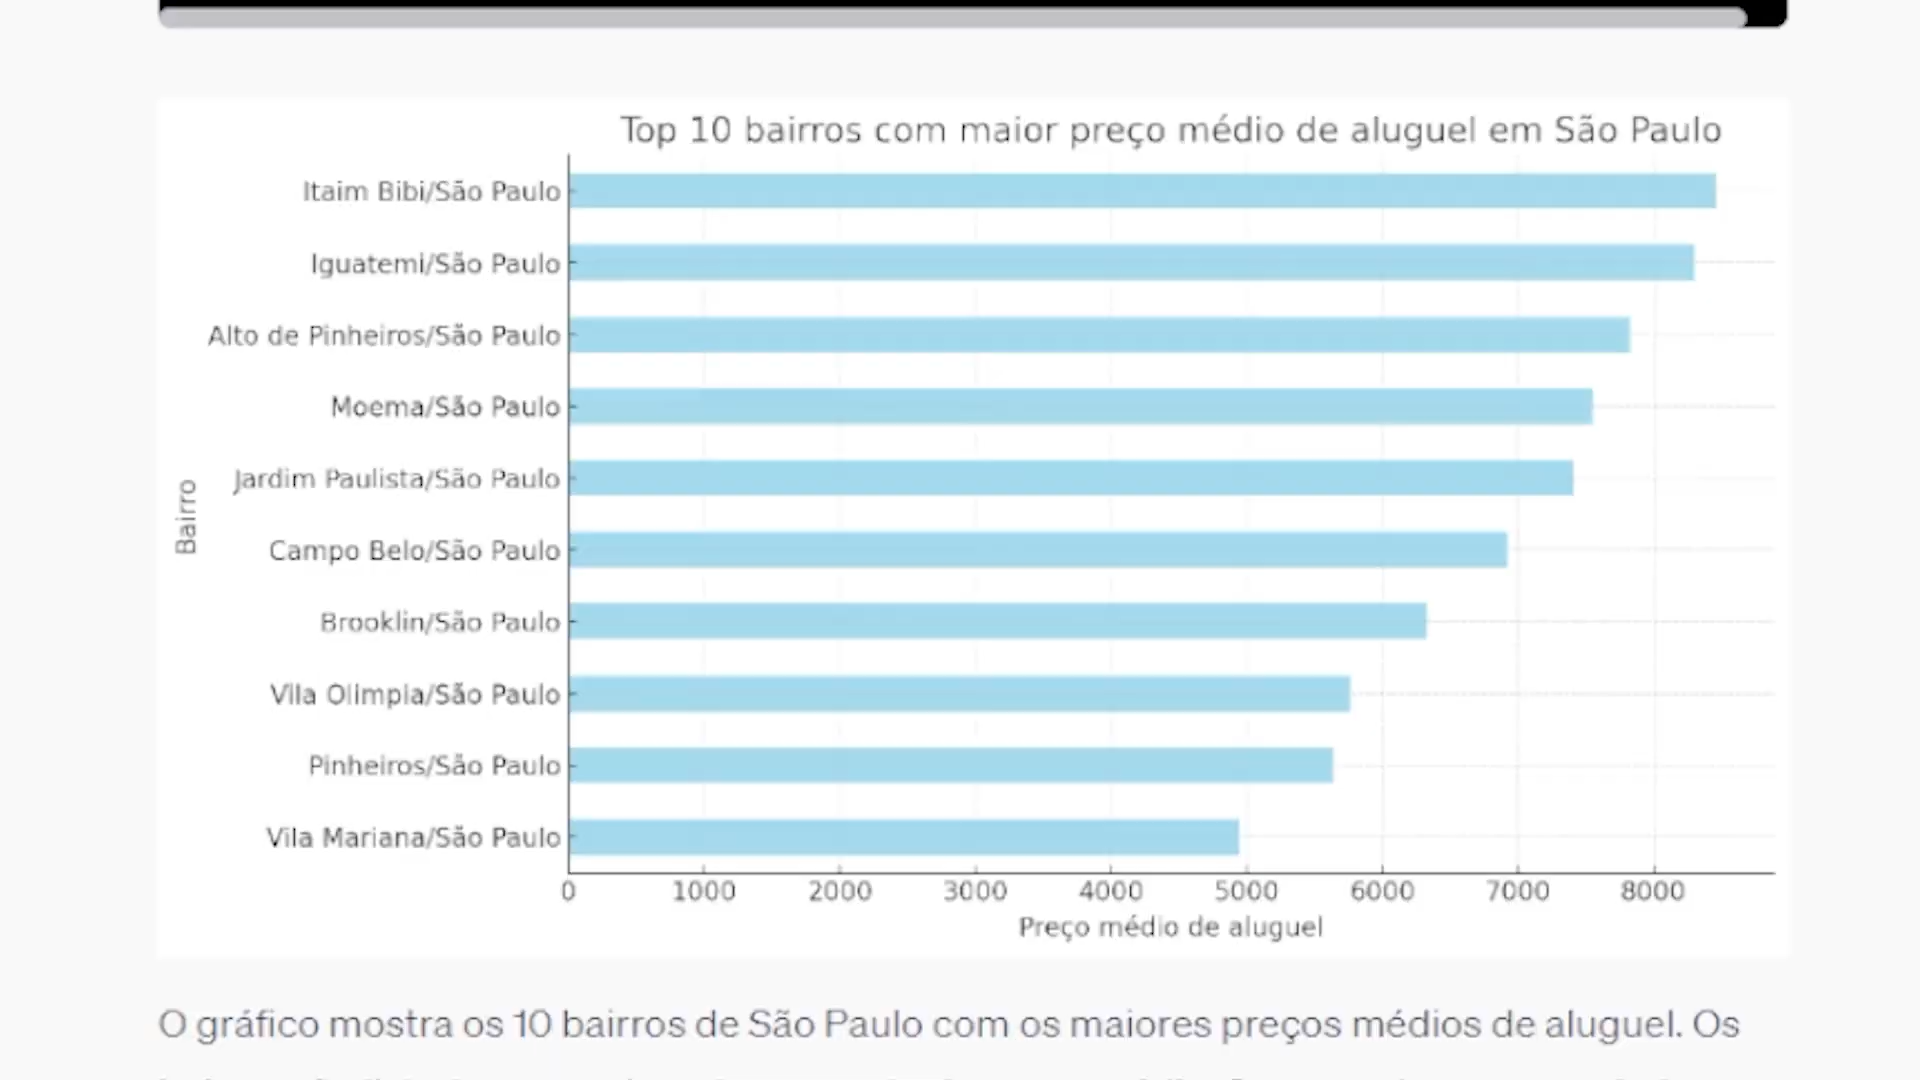 Top 10 bairros com maior preço médio de aluguel em São Paulo
Itaim Bibi/São Paulo
Iguatemi/São Paulo
Alto de Pinheiros/São Paulo
Moema/São Paulo
Jardim Paulista/São Paulo
Campo Belo/São Paulo
Brooklin/São Paulo
Vila Olimpia/São Paulo
Pinheiros/São Paulo
Vila Mariana/São Paulo
Bairro
0 1000 2000 3000 4000 5000 6000 7000 8000
Preço médio de aluguel
O gráfico mostra os 10 bairros de São Paulo com os maiores preços médios de aluguel. Os